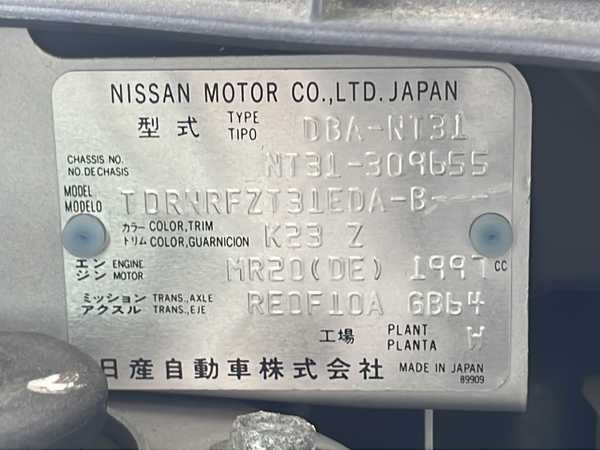 NISSAN MOTOR CO.,LTD. JAPAN
型式 TYPE TIPO DBA-NT31
CHASSIS NO. NO.DE CHASIS NT31-309655
MODEL MODELO TDRNRFZT31EDA-B---
カラー COLOR,TRIM トリム COLOR,GUARNICION K23 Z
エンジン ENGINE MOTOR MR20(DE) 1997 CC
ミッション アクスル TRANS.,AXLE TRANS.,EJE RE0F10A GB64
工場 PLANT PLANTA W
日産自動車株式会社 MADE IN JAPAN
89909